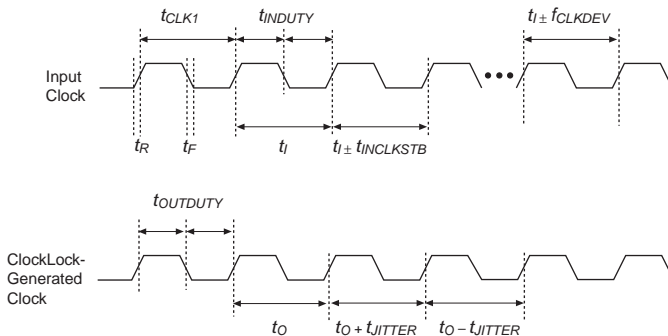 tCLK1
tINDUTY
tI ± fCLKDEV
Input
Clock
tR
tF
tI
tI ± tINCLKSTB
tOUTDUTY
ClockLock-
Generated
Clock
tO
tO + tJITTER
tO – tJITTER